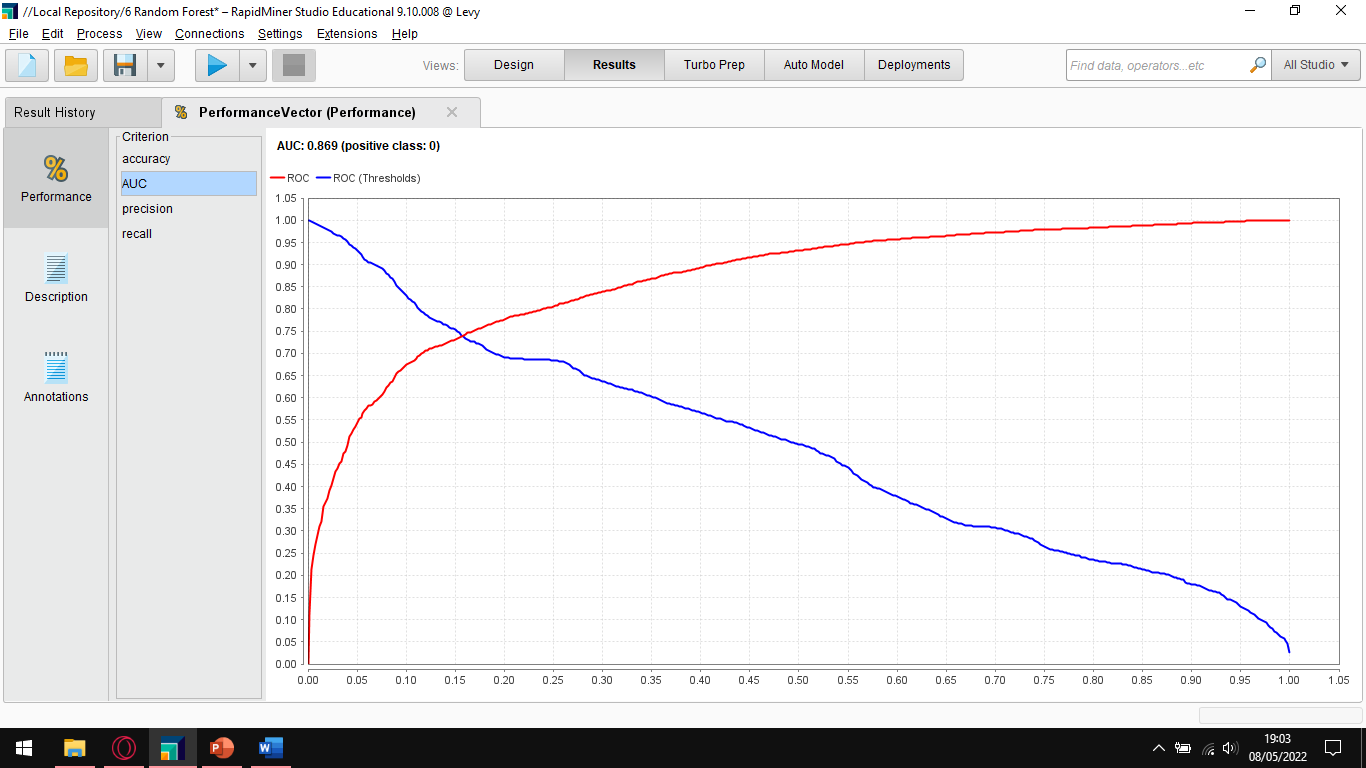 //Local Repository/6 Random Forest* – RapidMiner Studio Educational 9.10.008 @ Levy
File Edit Process View Connections Settings Extensions Help
Views: Design Results Turbo Prep Auto Model Deployments Find data, operators...etc All Studio
Result History PerformanceVector (Performance)
Performance
Description
Annotations
Criterion
accuracy
AUC
precision
recall
AUC: 0.869 (positive class: 0)
ROC ROC (Thresholds)
1.05
1.00
0.95
0.90
0.85
0.80
0.75
0.70
0.65
0.60
0.55
0.50
0.45
0.40
0.35
0.30
0.25
0.20
0.15
0.10
0.05
0.00
0.00 0.05 0.10 0.15 0.20 0.25 0.30 0.35 0.40 0.45 0.50 0.55 0.60 0.65 0.70 0.75 0.80 0.85 0.90 0.95 1.00 1.05
P W
19:03
08/05/2022